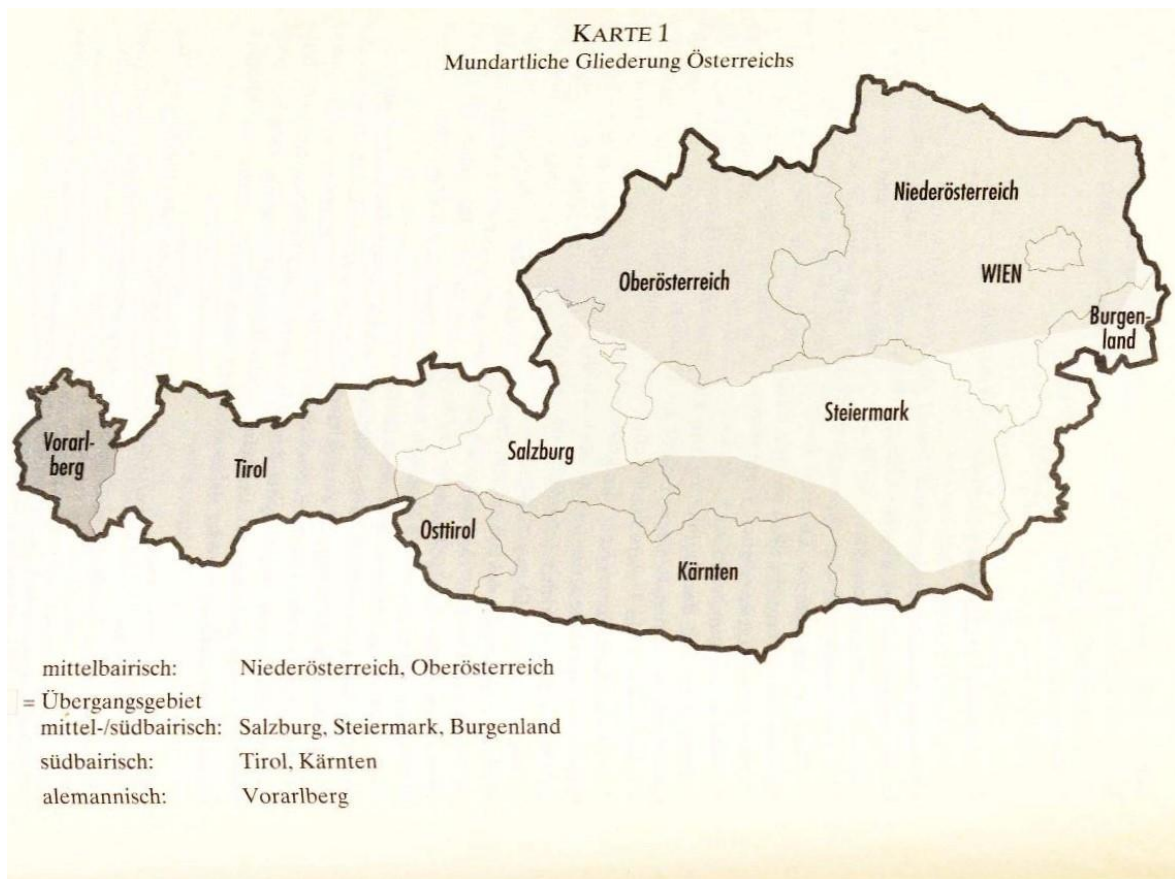 KARTE 1
Mundartliche Gliederung Österreichs
Niederösterreich
Oberösterreich
WIEN
Burgen-
land
Steiermark
Vorarl-
berg
Tirol
Salzburg
Osttirol
Kärnten
mittelbairisch: Niederösterreich, Oberösterreich
= Übergangsgebiet
mittel-/südbairisch: Salzburg, Steiermark, Burgenland
südbairisch: Tirol, Kärnten
alemannisch: Vorarlberg